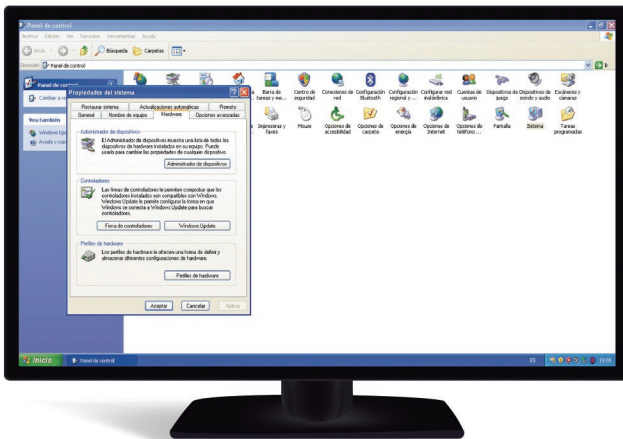 Panel de control
Archivo Edición Ver Favoritos Herramientas Ayuda
Atrás Búsqueda Carpetas
Dirección Panel de control Ir
Panel de control
Cambiar a
Vea también
Windows Up
Ayuda y sop
Propiedades del sistema
Restaurar sistema Actualizaciones automáticas Remoto
General Nombre de equipo Hardware Opciones avanzadas
Administrador de dispositivos
El Administrador de dispositivos muestra una lista de todos los
dispositivos de hardware instalados en su equipo. Puede
usarlo para cambiar las propiedades de cualquier dispositivo.
Administrador de dispositivos
Controladores
Las firmas de controladores le permiten comprobar que los
controladores instalados son compatibles con Windows.
Windows Update le permite configurar la forma en que
Windows se conecta a Windows Update para buscar
controladores.
Firma de controladores Windows Update
Perfiles de hardware
Los perfiles de hardware le ofrecen una forma de definir y
almacenar diferentes configuraciones de hardware.
Perfiles de hardware
Aceptar Cancelar Aplicar
Barra de tareas y me...
Centro de seguridad
Conexiones de red
Configuración Bluetooth
Configuración regional y ...
Configurar red inalámbrica
Cuentas de usuario
Dispositivos de juego
Dispositivos de sonido y audio
Escáneres y cámaras
Impresoras y faxes
Mouse
Opciones de accesibilidad
Opciones de carpeta
Opciones de energía
Opciones de Internet
Opciones de teléfono ...
Pantalla
Sistema
Tareas programadas
Inicio Panel de control ES 19:08